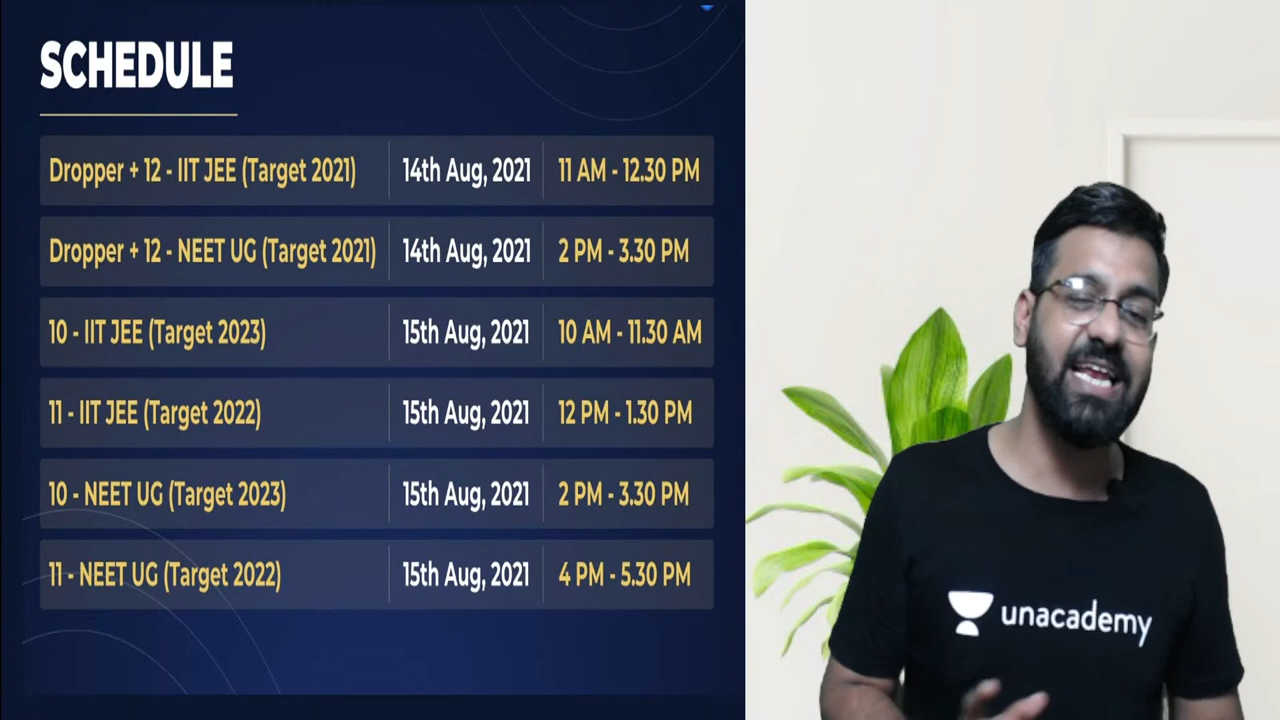 SCHEDULE
Dropper + 12 - IIT JEE (Target 2021) 14th Aug, 2021 11 AM - 12.30 PM
Dropper + 12 - NEET UG (Target 2021) 14th Aug, 2021 2 PM - 3.30 PM
10 - IIT JEE (Target 2023) 15th Aug, 2021 10 AM - 11.30 AM
11 - IIT JEE (Target 2022) 15th Aug, 2021 12 PM - 1.30 PM
10 - NEET UG (Target 2023) 15th Aug, 2021 2 PM - 3.30 PM
11 - NEET UG (Target 2022) 15th Aug, 2021 4 PM - 5.30 PM
unacademy